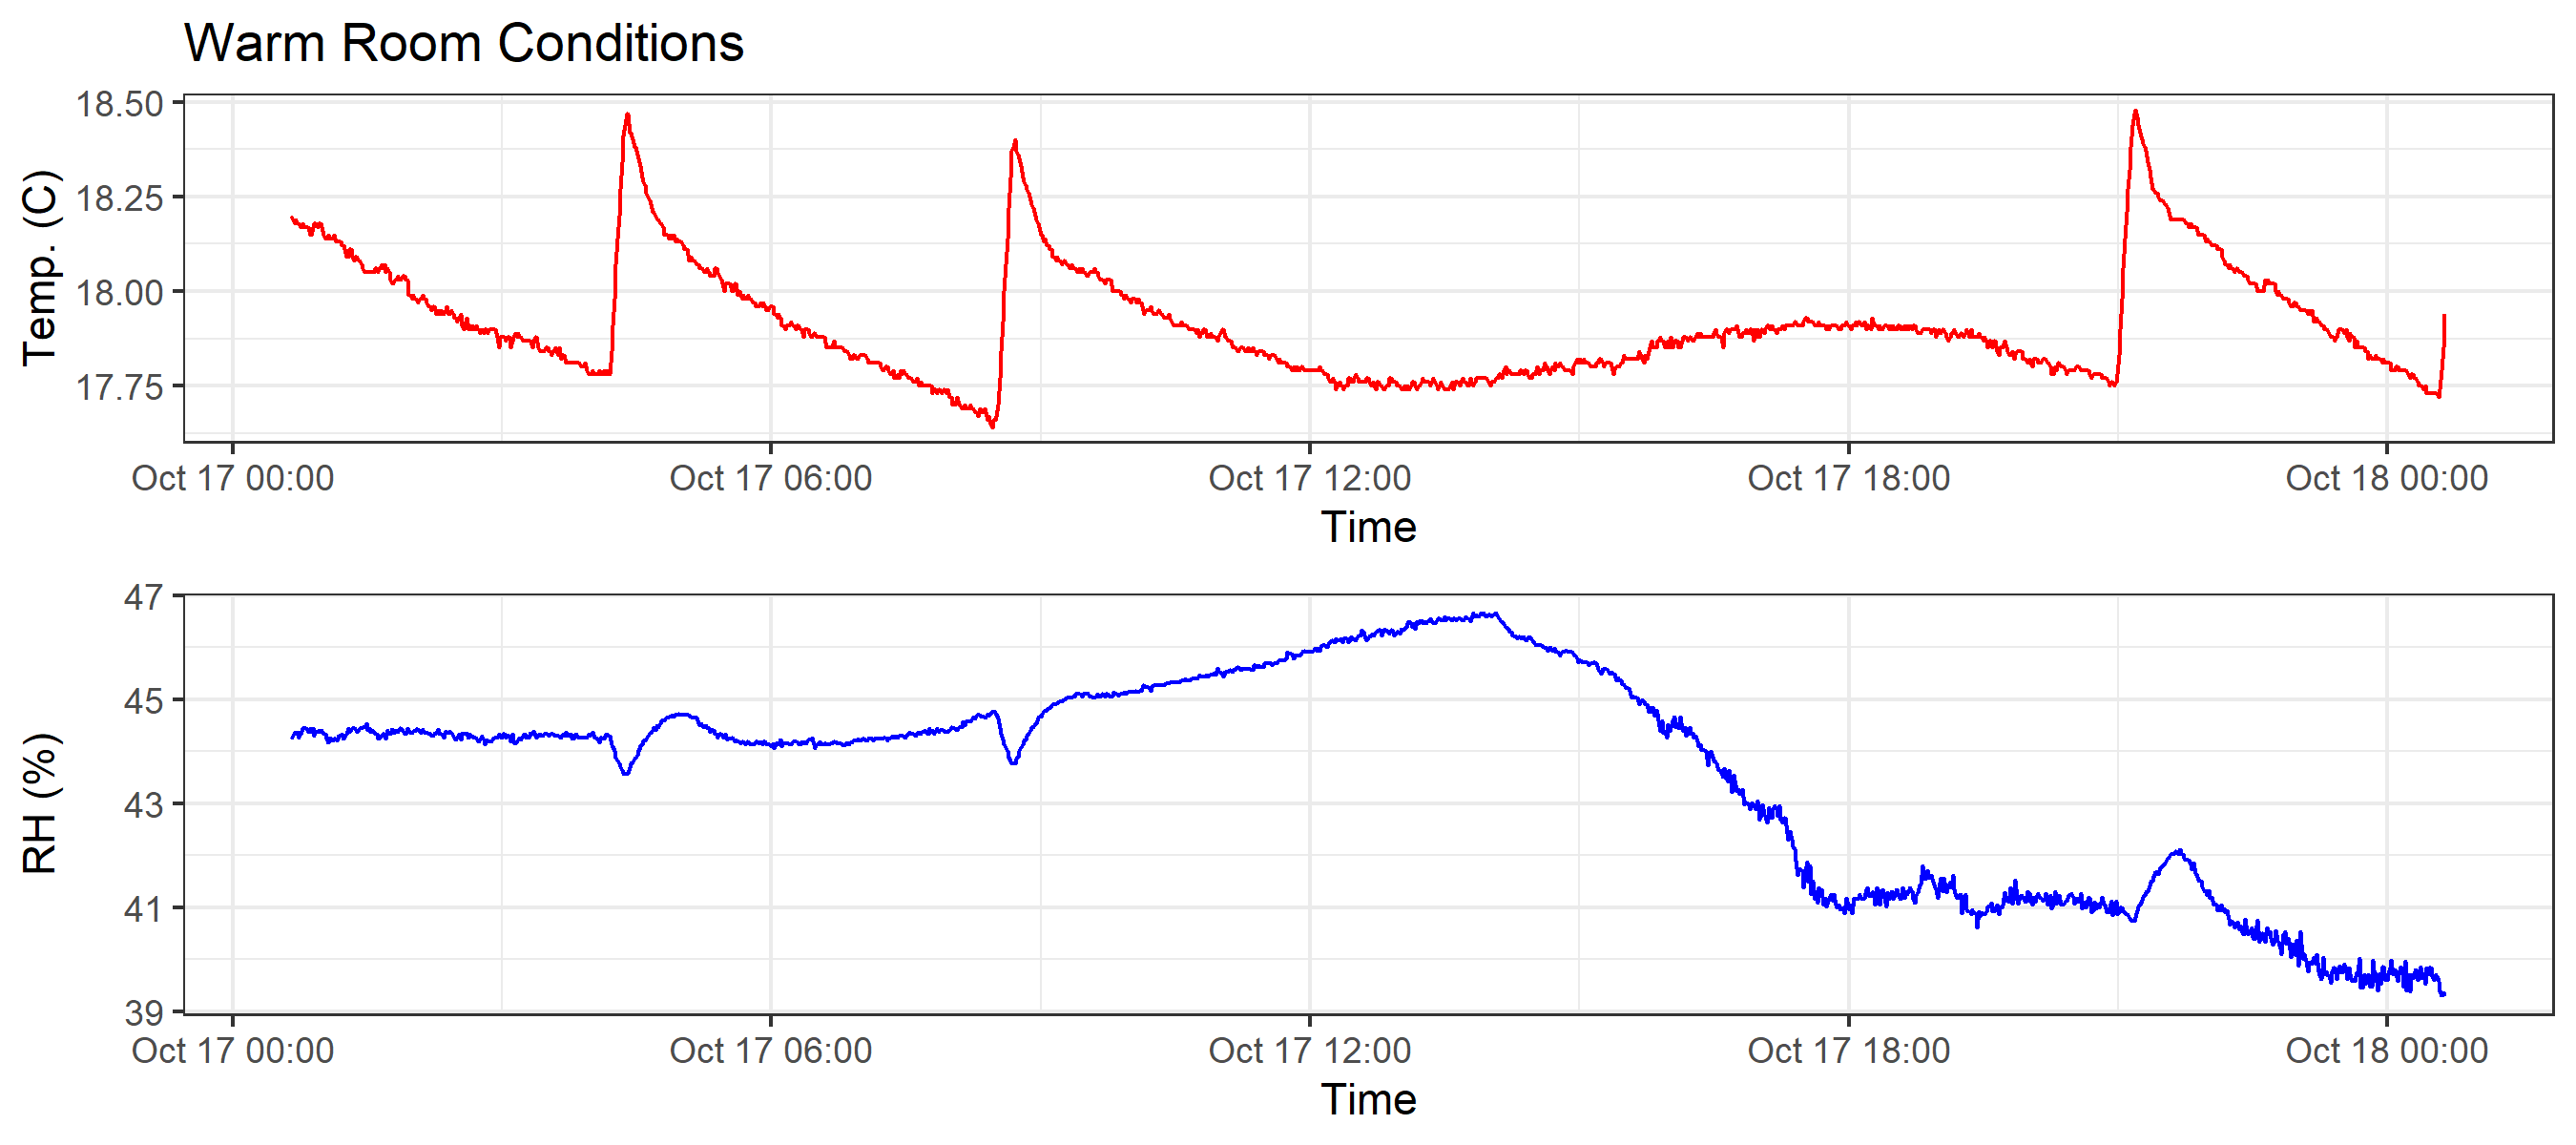 Warm Room Conditions
Temp. (C)
18.50
18.25
18.00
17.75
Oct 17 00:00 Oct 17 06:00 Oct 17 12:00 Oct 17 18:00 Oct 18 00:00
Time
RH (%)
47
45
43
41
39
Oct 17 00:00 Oct 17 06:00 Oct 17 12:00 Oct 17 18:00 Oct 18 00:00
Time